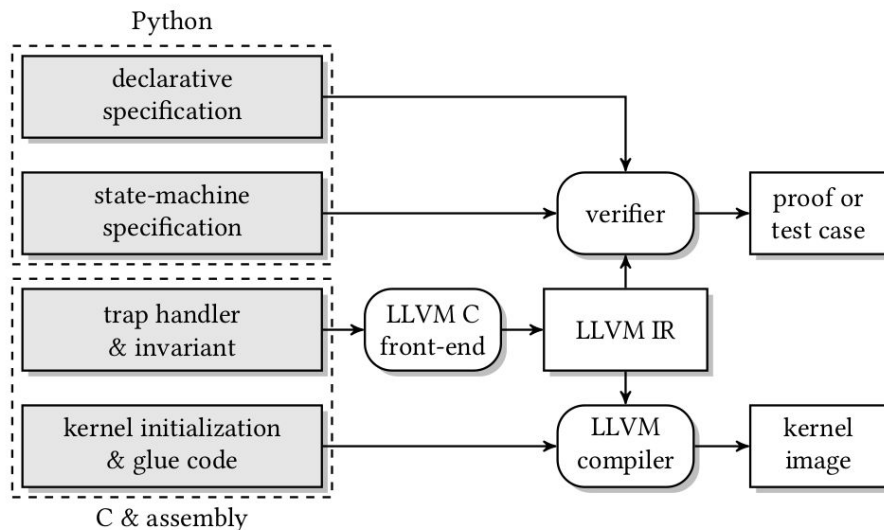 Python
declarative
specification
state-machine
specification
verifier
proof or
test case
trap handler
& invariant
LLVM C
front-end
LLVM IR
kernel initialization
& glue code
LLVM
compiler
kernel
image
C & assembly